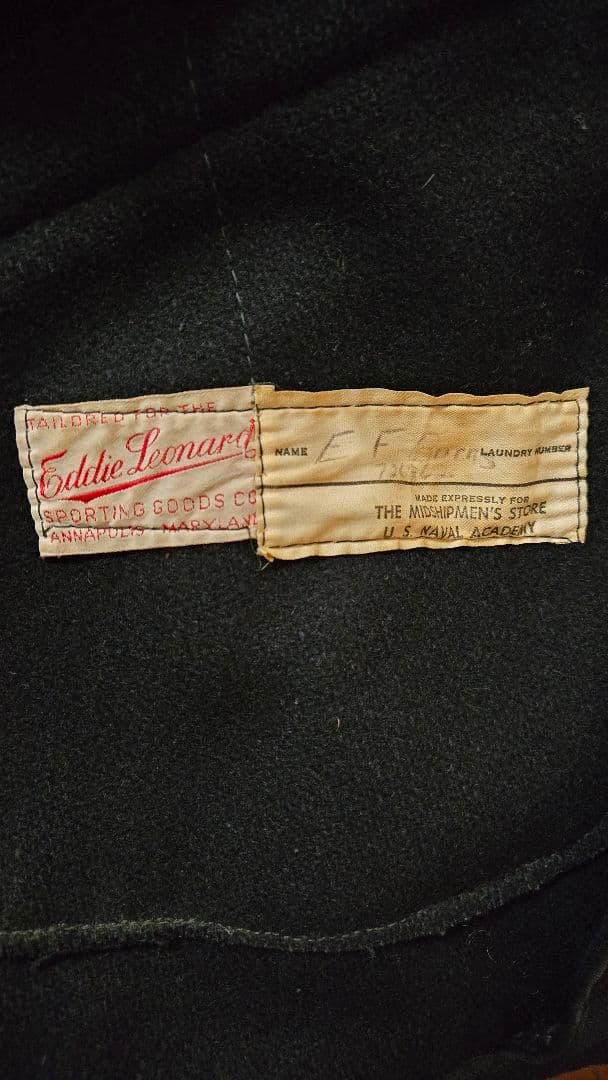 TAILORED FOR THE
Eddie Leonard
SPORTING GOODS CO
ANNAPOLIS MARYLAND
NAME E F LAUNDRY NUMBER
MADE EXPRESSLY FOR
THE MIDSHIPMEN'S STORE
U S NAVAL ACADEMY